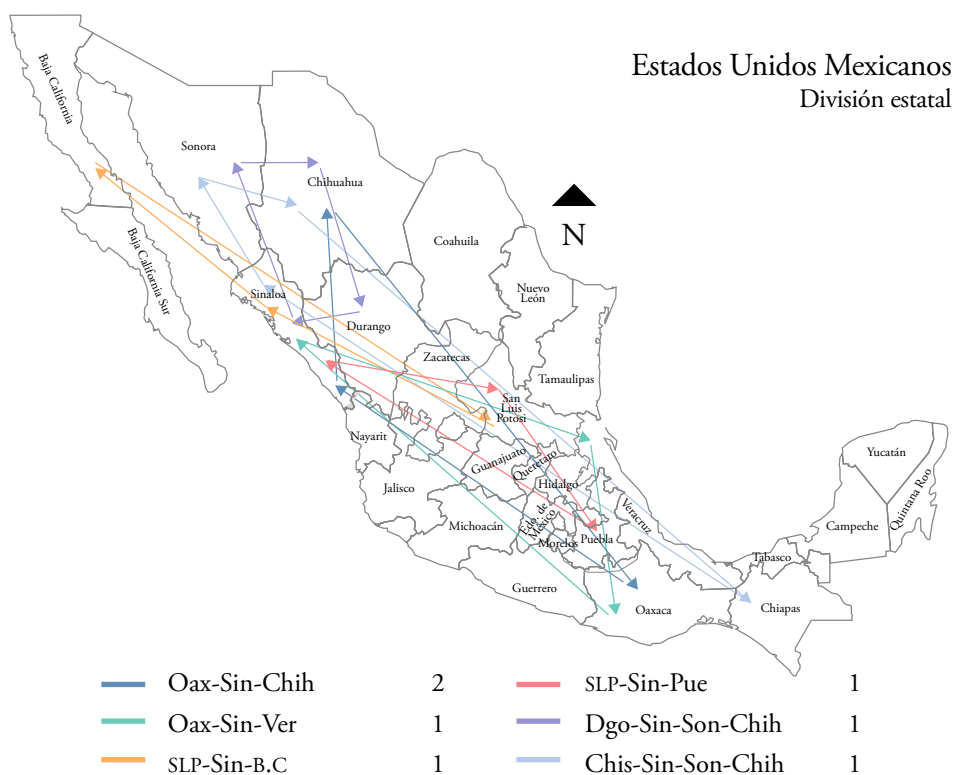 Estados Unidos Mexicanos
División estatal
N
Baja California
Sonora
Chihuahua
Baja California Sur
Coahuila
Nuevo
León
Sinaloa
Durango
Zacatecas
Tamaulipas
San
Luis
Potosi
Nayarit
Guanajuato
Querétaro
Hidalgo
Jalisco
Michoacán
Edo. de
México
Morelos
Puebla
Veracruz
Guerrero
Oaxaca
Tabasco
Chiapas
Campeche
Yucatán
Quintana Roo
Oax-Sin-Chih 2
Oax-Sin-Ver 1
SLP-Sin-B.C 1
SLP-Sin-Pue 1
Dgo-Sin-Son-Chih 1
Chis-Sin-Son-Chih 1